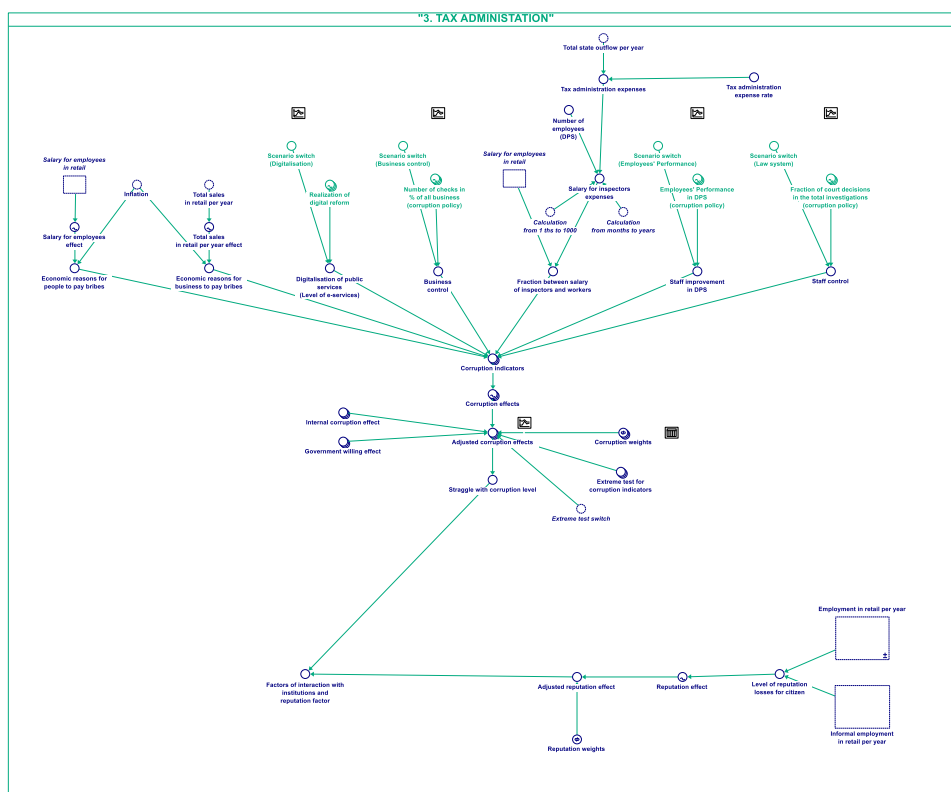 "3. TAX ADMINISTATION"
Total state outflow per year
Tax administration expenses
Tax administration
expense rate
Number of
employees
(DPS)
Salary for employees
in retail
Scenario switch
(Digitalisation)
Scenario switch
(Business control)
Salary for employees
in retail
Scenario switch
(Employees' Performance)
Scenario switch
(Law system)
Inflation
Total sales
in retail per year
Realization of
digital reform
Number of checks in
% of all business
(corruption policy)
Salary for inspectors
expenses
Employees' Performance
in DPS
(corruption policy)
Fraction of court decisions
in the total investigations
(corruption policy)
Calculation
from 1 ths to 1000
Calculation
from months to years
Salary for employees
effect
Total sales
in retail per year effect
Economic reasons for
people to pay bribes
Economic reasons for
business to pay bribes
Digitalisation of public
services
(Level of e-services)
Business
control
Fraction between salary
of inspectors and workers
Staff improvement
in DPS
Staff control
Corruption indicators
Corruption effects
Internal corruption effect
Government willing effect
Adjusted corruption effects
Corruption weights
Extreme test for
corruption indicators
Straggle with corruption level
Extreme test switch
Employment in retail per year
Factors of interaction with
institutions and
reputation factor
Adjusted reputation effect
Reputation effect
Level of reputation
losses for citizen
Informal employment
in retail per year
Reputation weights